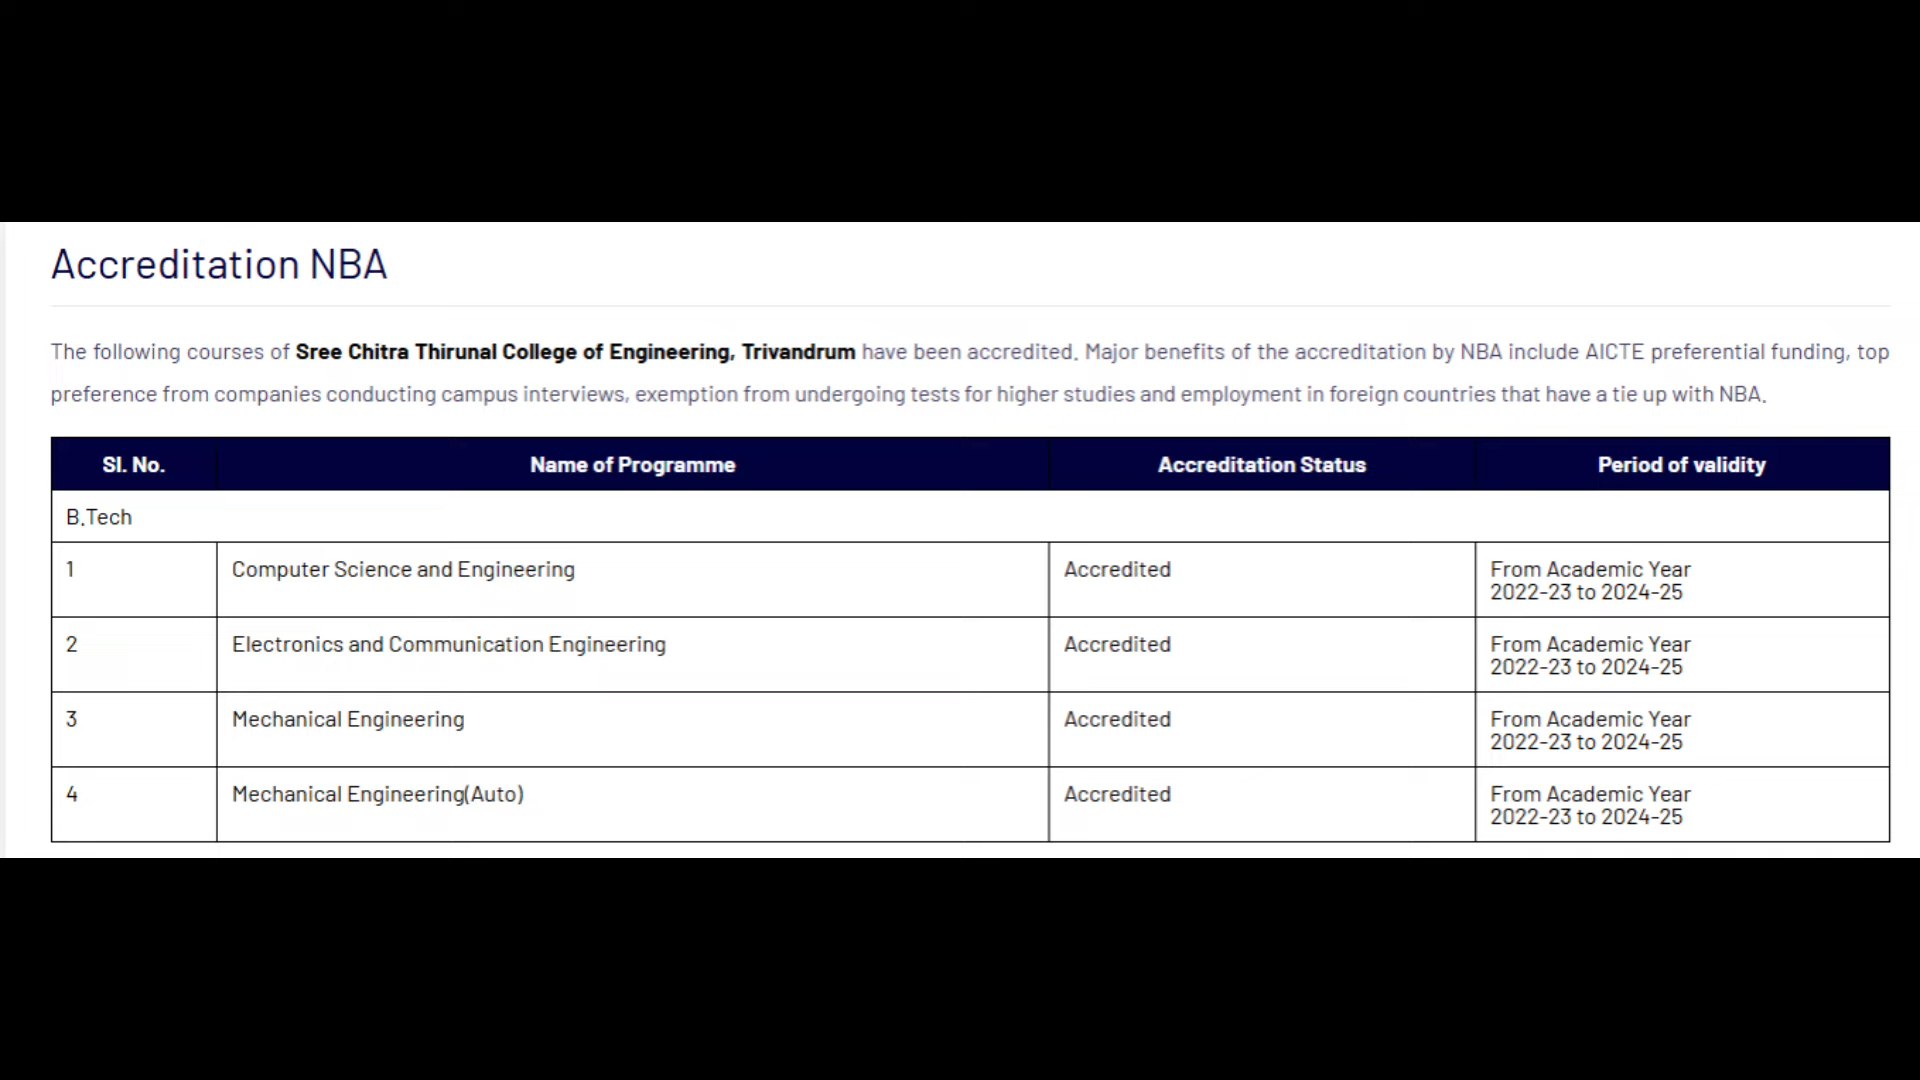 Accreditation NBA
The following courses of Sree Chitra Thirunal College of Engineering, Trivandrum have been accredited. Major benefits of the accreditation by NBA include AICTE preferential funding, top
preference from companies conducting campus interviews, exemption from undergoing tests for higher studies and employment in foreign countries that have a tie up with NBA.
Sl. No. Name of Programme Accreditation Status Period of validity
B.Tech
1 Computer Science and Engineering Accredited From Academic Year
2022-23 to 2024-25
2 Electronics and Communication Engineering Accredited From Academic Year
2022-23 to 2024-25
3 Mechanical Engineering Accredited From Academic Year
2022-23 to 2024-25
4 Mechanical Engineering(Auto) Accredited From Academic Year
2022-23 to 2024-25